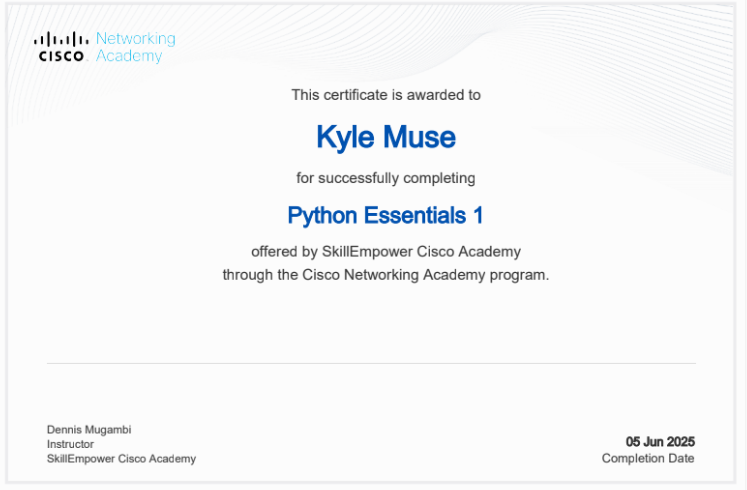 Networking
CISCO Academy
This certificate is awarded to
Kyle Muse
for successfully completing
Python Essentials 1
offered by SkillEmpower Cisco Academy
through the Cisco Networking Academy program.
Dennis Mugambi
Instructor
SkillEmpower Cisco Academy
05 Jun 2025
Completion Date